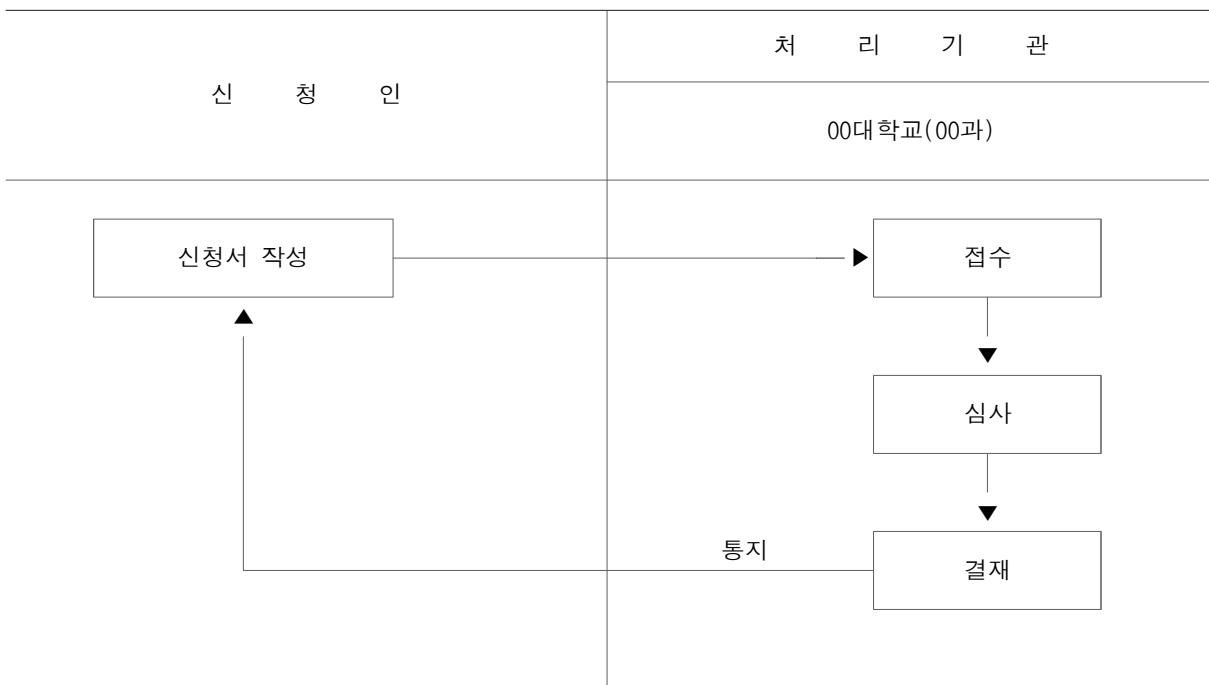 처 리 기 관
신 청 인
00대학교(00과)
신청서 작성
접수
심사
통지
결재